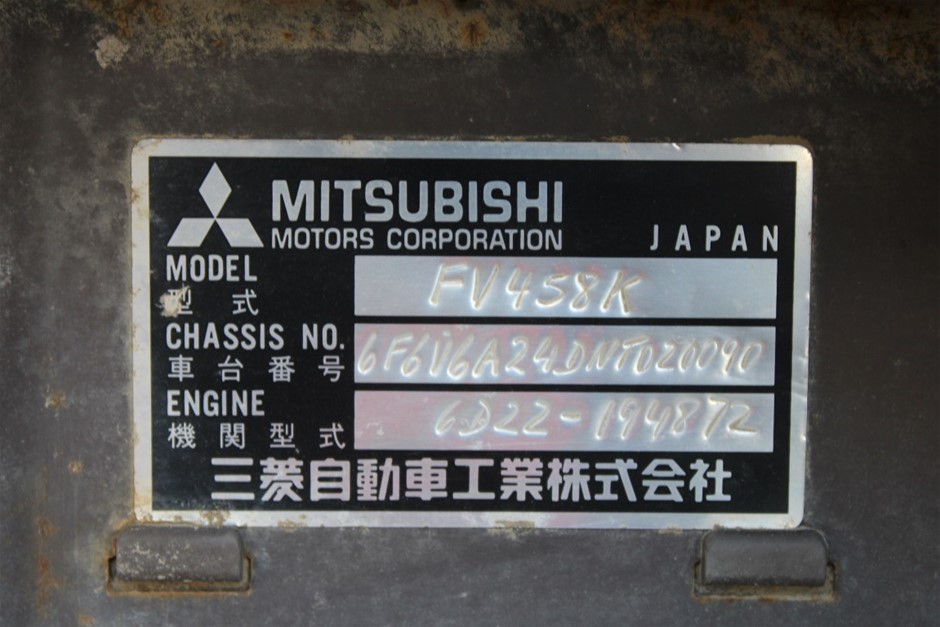 MITSUBISHI
MOTORS CORPORATION JAPAN
MODEL FV458K
型式
CHASSIS NO. 6F6V6A24DNT020790
車台番号
ENGINE 6D22-194872
機関型式
三菱自動車工業株式会社